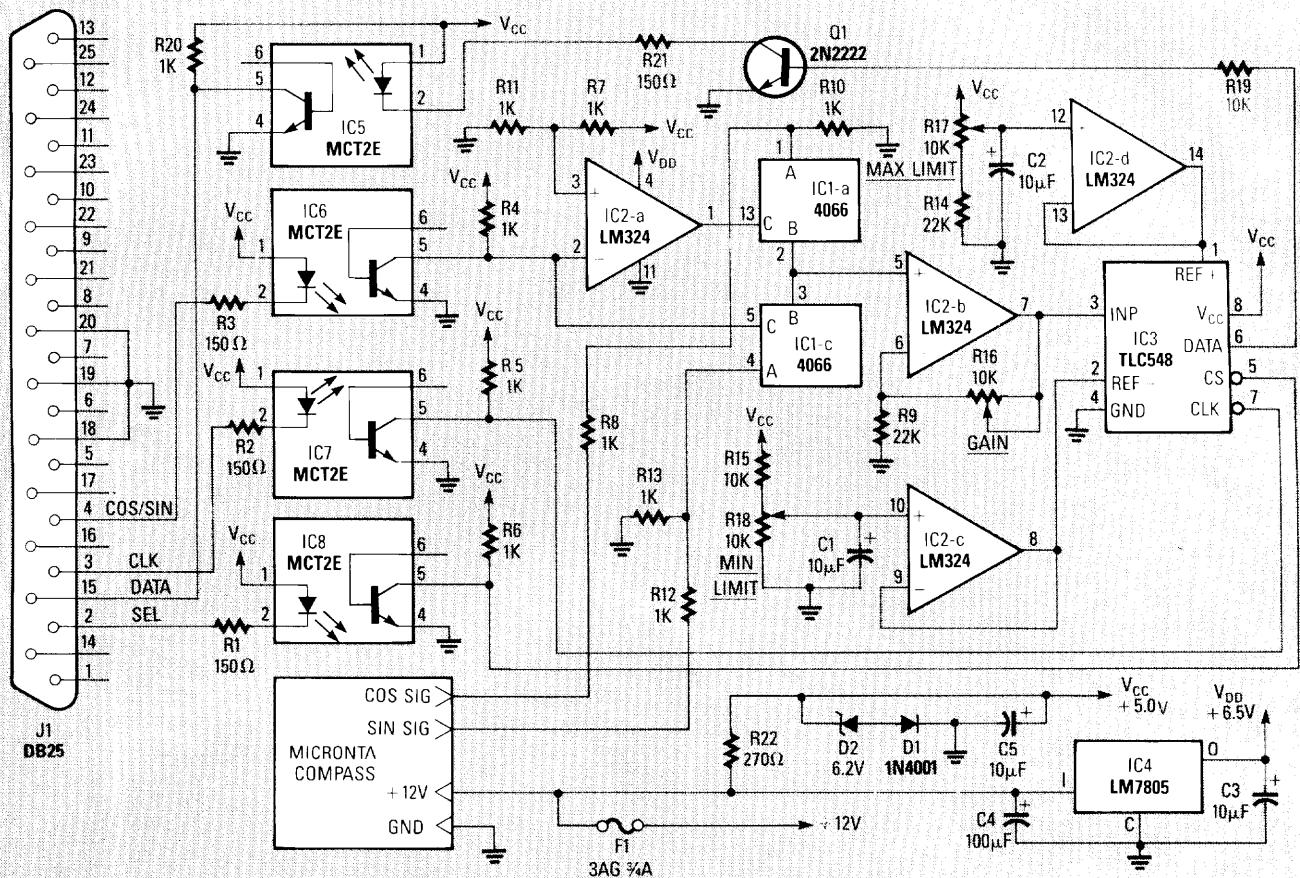 13
25
12
24
11
23
10
22
9
21
8
20
7
19
6
18
5
17
4 COS/SIN
16
3 CLK
15 DATA
2 SEL
14
1
J1
DB25
R20
1K
6
5
4
1
2
IC5
MCT2E
VCC
R21
150Ω
Q1
2N2222
R19
10K
R11
1K
R7
1K
VCC
R10
1K
VCC
IC6
MCT2E
1
2
6
5
4
R3
150Ω
VCC
R4
1K
VDD
3
+
2
−
4
11
1
IC2-a
LM324
13
1
A
C
B
2
IC1-a
4066
3
B
5
C
4
A
IC1-c
4066
VCC
R17
10K
MAX LIMIT
R14
22K
C2
10µF
+
12
-
13
14
IC2-d
LM324
VCC
IC7
MCT2E
1
2
6
5
4
R2
150Ω
VCC
R5
1K
5
+
6
−
7
IC2-b
LM324
R16
10K
GAIN
R9
22K
1
REF +
3
INP
2
REF −
4
GND
VCC
8
DATA
6
CS
5
CLK
7
IC3
TLC548
VCC
VCC
IC8
MCT2E
1
2
6
5
4
R1
150Ω
VCC
R6
1K
R8
1K
R13
1K
R12
1K
VCC
R15
10K
R18
10K
MIN
LIMIT
C1
10µF
+
10
+
9
−
8
IC2-c
LM324
COS SIG
SIN SIG
MICRONTA
COMPASS
+12V
GND
F1
3AG ¾A
+12V
R22
270Ω
D2
6.2V
D1
1N4001
C5
10µF
+
VCC
+5.0V
VDD
+6.5V
C4
100µF
+
I
O
C
IC4
LM7805
C3
10µF
+